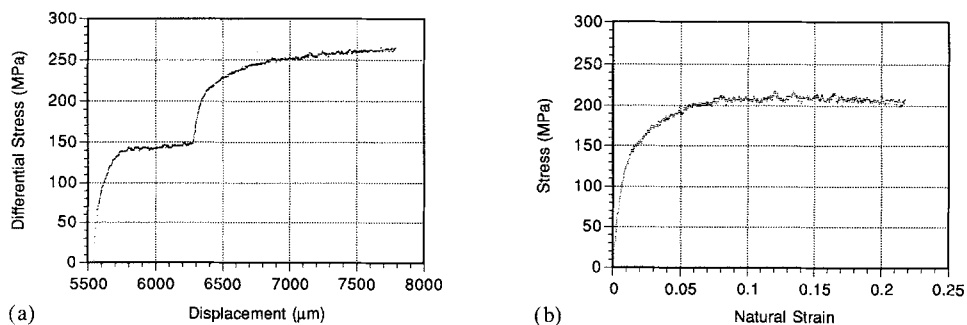 300
250
200
150
100
50
0
Differential Stress (MPa)
5500 6000 6500 7000 7500 8000
Displacement (μm)
(a)
300
250
200
150
100
50
0
Stress (MPa)
0 0.05 0.1 0.15 0.2 0.25
Natural Strain
(b)